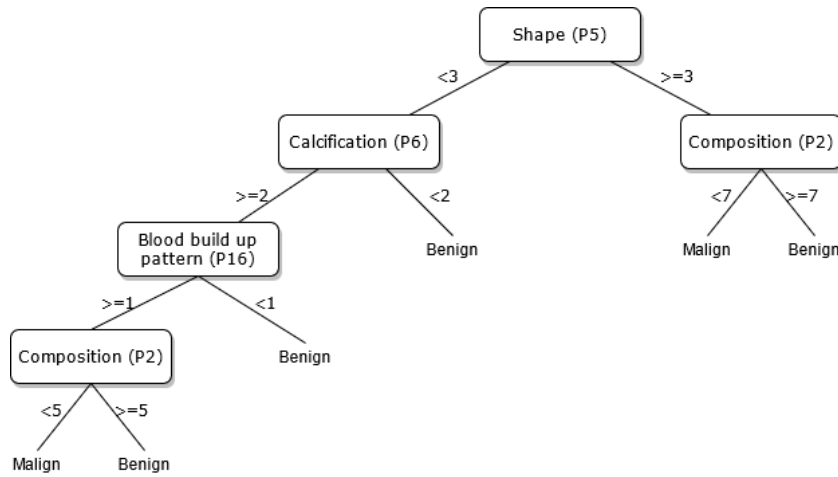 Shape (P5)
<3
>=3
Calcification (P6)
Composition (P2)
>=2
<2
<7
>=7
Blood build up
pattern (P16)
Benign
Malign
Benign
>=1
<1
Composition (P2)
Benign
<5
>=5
Malign
Benign